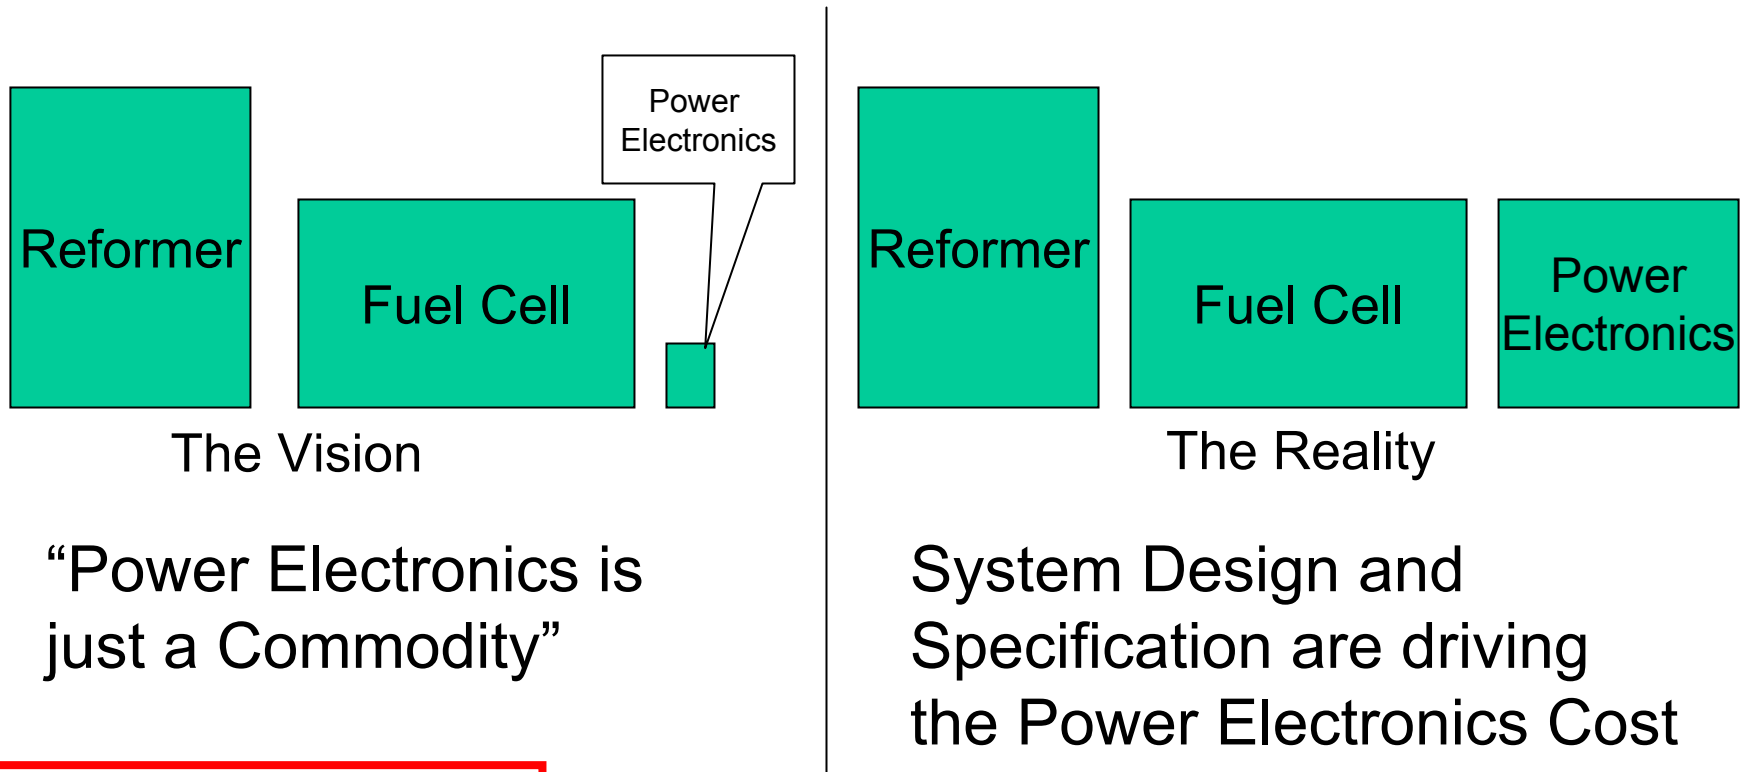 Power
Electronics
Reformer
Fuel Cell
The Vision
“Power Electronics is
just a Commodity”
Reformer
Fuel Cell
Power
Electronics
The Reality
System Design and
Specification are driving
the Power Electronics Cost